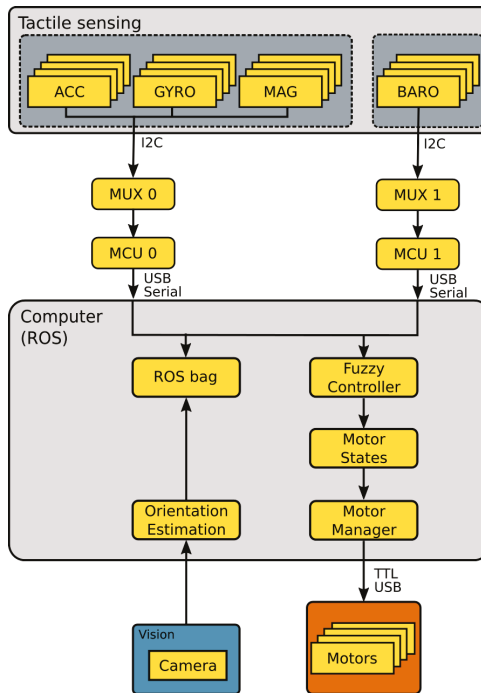 Tactile sensing
ACC
GYRO
MAG
BARO
I2C
I2C
MUX 0
MUX 1
MCU 0
MCU 1
USB
Serial
USB
Serial
Computer
(ROS)
ROS bag
Fuzzy
Controller
Motor
States
Orientation
Estimation
Motor
Manager
TTL
USB
Vision
Camera
Motors